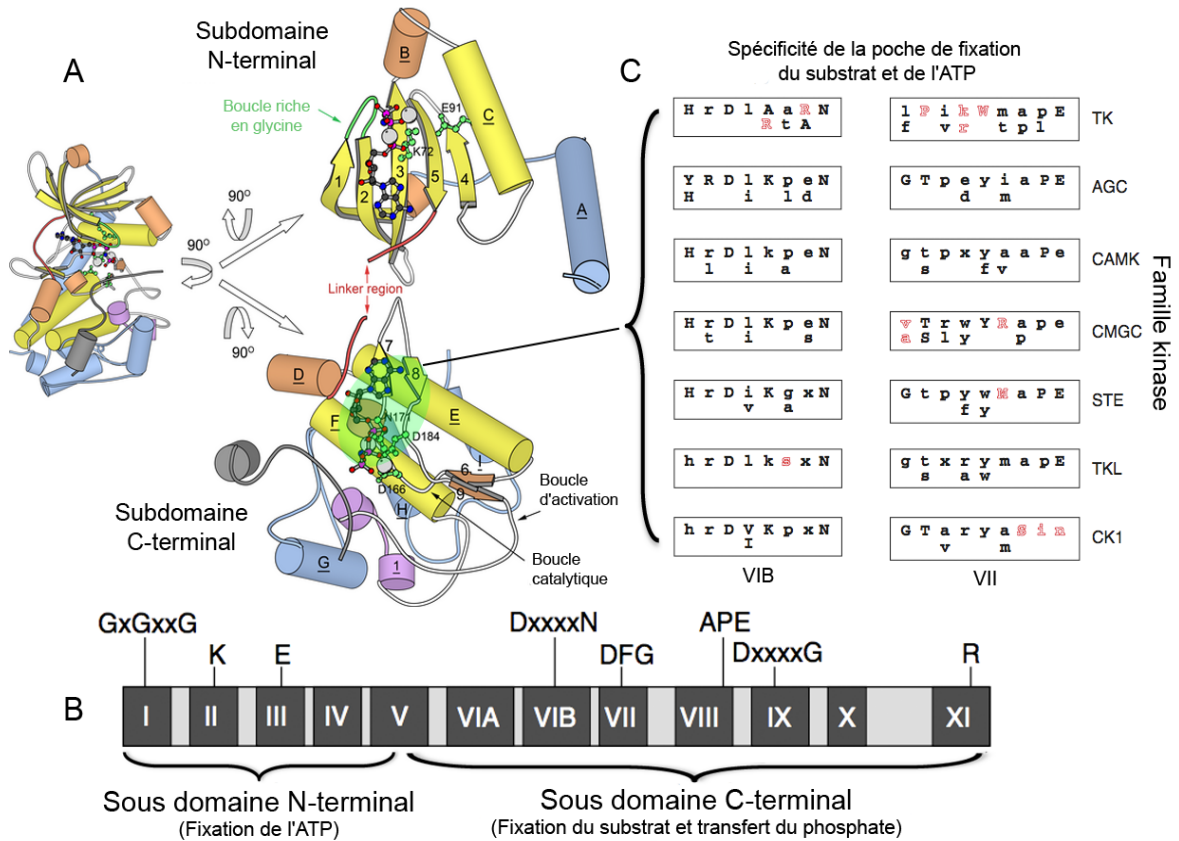 A
Subdomaine
N-terminal
Boucle riche
en glycine
B
C
E91
K72
1
2
3
5
4
A
90°
90°
90°
Linker region
7
8
D
E
F
N17
D184
D166
6
9
I
H
G
1
Boucle
d'activation
Boucle
catalytique
Subdomaine
C-terminal
C
Spécificité de la poche de fixation
du substrat et de l'ATP
H r D l A a R N
R t A
l P i k W m a p E
f v r t p l
TK
Y R D l K p e N
H i l d
G T p e y i a P E
d m
AGC
H r D l k p e N
l i a
g t p x y a a P e
s f v
CAMK
H r D l K p e N
t i s
v T r w Y R a p e
a S l y p
CMGC
H r D i K g x N
v a
G t p y w M a P E
f y
STE
h r D l k s x N
g t x r y m a p E
s a w
TKL
h r D V K p x N
I
G T a r y a S i n
v m
CK1
VIB
VII
Famille kinase
B
GxGxxG
K
E
DxxxxN
DFG
APE
DxxxxG
R
I
II
III
IV
V
VIA
VIB
VII
VIII
IX
X
XI
Sous domaine N-terminal
(Fixation de l'ATP)
Sous domaine C-terminal
(Fixation du substrat et transfert du phosphate)